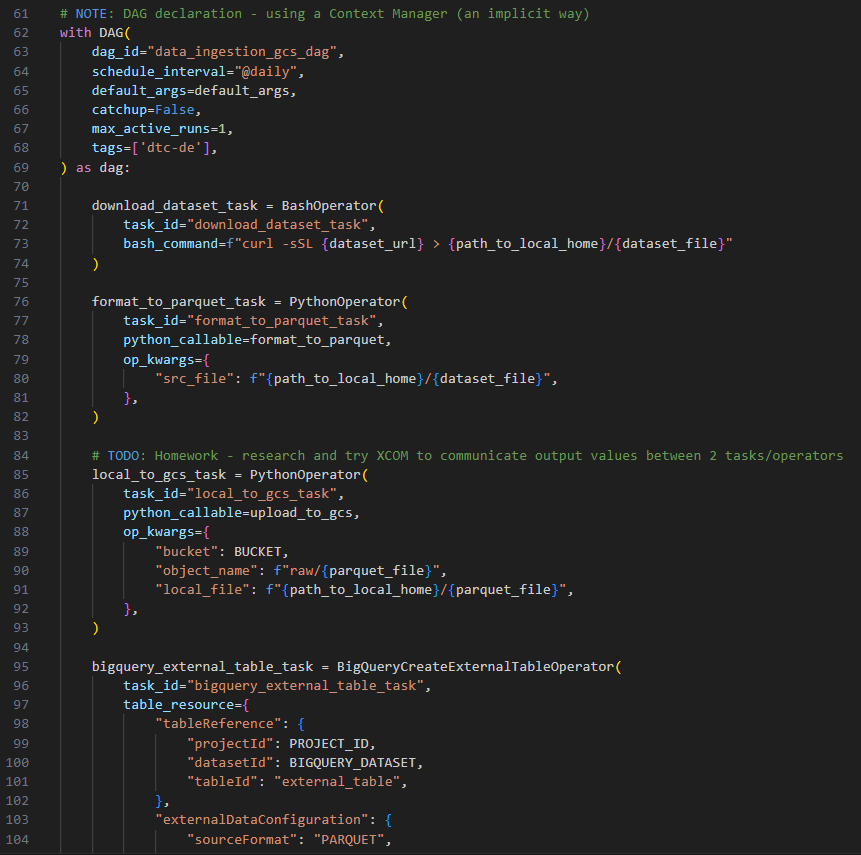 61 # NOTE: DAG declaration - using a Context Manager (an implicit way)
62 with DAG(
63     dag_id="data_ingestion_gcs_dag",
64     schedule_interval="@daily",
65     default_args=default_args,
66     catchup=False,
67     max_active_runs=1,
68     tags=['dtc-de'],
69 ) as dag:
70
71     download_dataset_task = BashOperator(
72         task_id="download_dataset_task",
73         bash_command=f"curl -sSL {dataset_url} > {path_to_local_home}/{dataset_file}"
74     )
75
76     format_to_parquet_task = PythonOperator(
77         task_id="format_to_parquet_task",
78         python_callable=format_to_parquet,
79         op_kwargs={
80             "src_file": f"{path_to_local_home}/{dataset_file}",
81         },
82     )
83
84     # TODO: Homework - research and try XCOM to communicate output values between 2 tasks/operators
85     local_to_gcs_task = PythonOperator(
86         task_id="local_to_gcs_task",
87         python_callable=upload_to_gcs,
88         op_kwargs={
89             "bucket": BUCKET,
90             "object_name": f"raw/{parquet_file}",
91             "local_file": f"{path_to_local_home}/{parquet_file}",
92         },
93     )
94
95     bigquery_external_table_task = BigQueryCreateExternalTableOperator(
96         task_id="bigquery_external_table_task",
97         table_resource={
98             "tableReference": {
99                 "projectId": PROJECT_ID,
100                 "datasetId": BIGQUERY_DATASET,
101                 "tableId": "external_table",
102             },
103             "externalDataConfiguration": {
104                 "sourceFormat": "PARQUET",